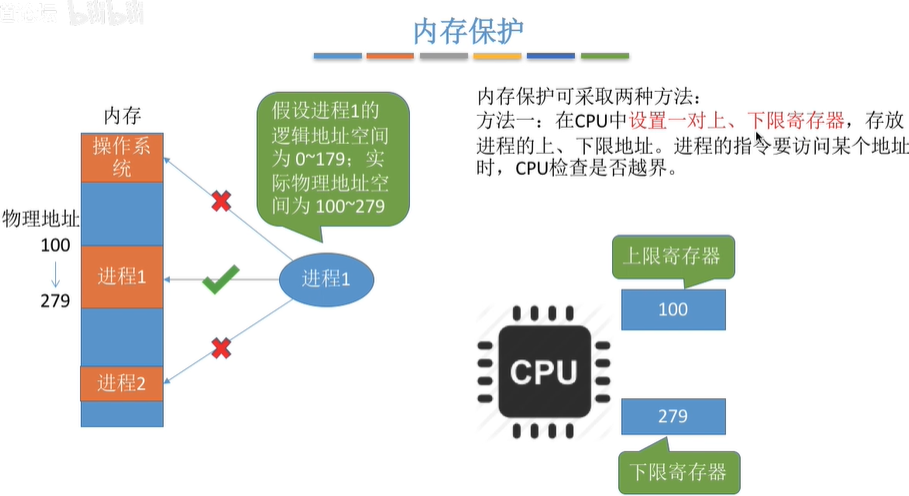 bilibili
内存保护
内存
操作系
统
物理地址
100
279
进程1
进程2
假设进程1的
逻辑地址空间
为 0~179；实
际物理地址空
间为 100~279
进程1
内存保护可采取两种方法：
方法一：在CPU中设置一对上、下限寄存器，存放
进程的上、下限地址。进程的指令要访问某个地址
时，CPU检查是否越界。
上限寄存器
100
CPU
279
下限寄存器